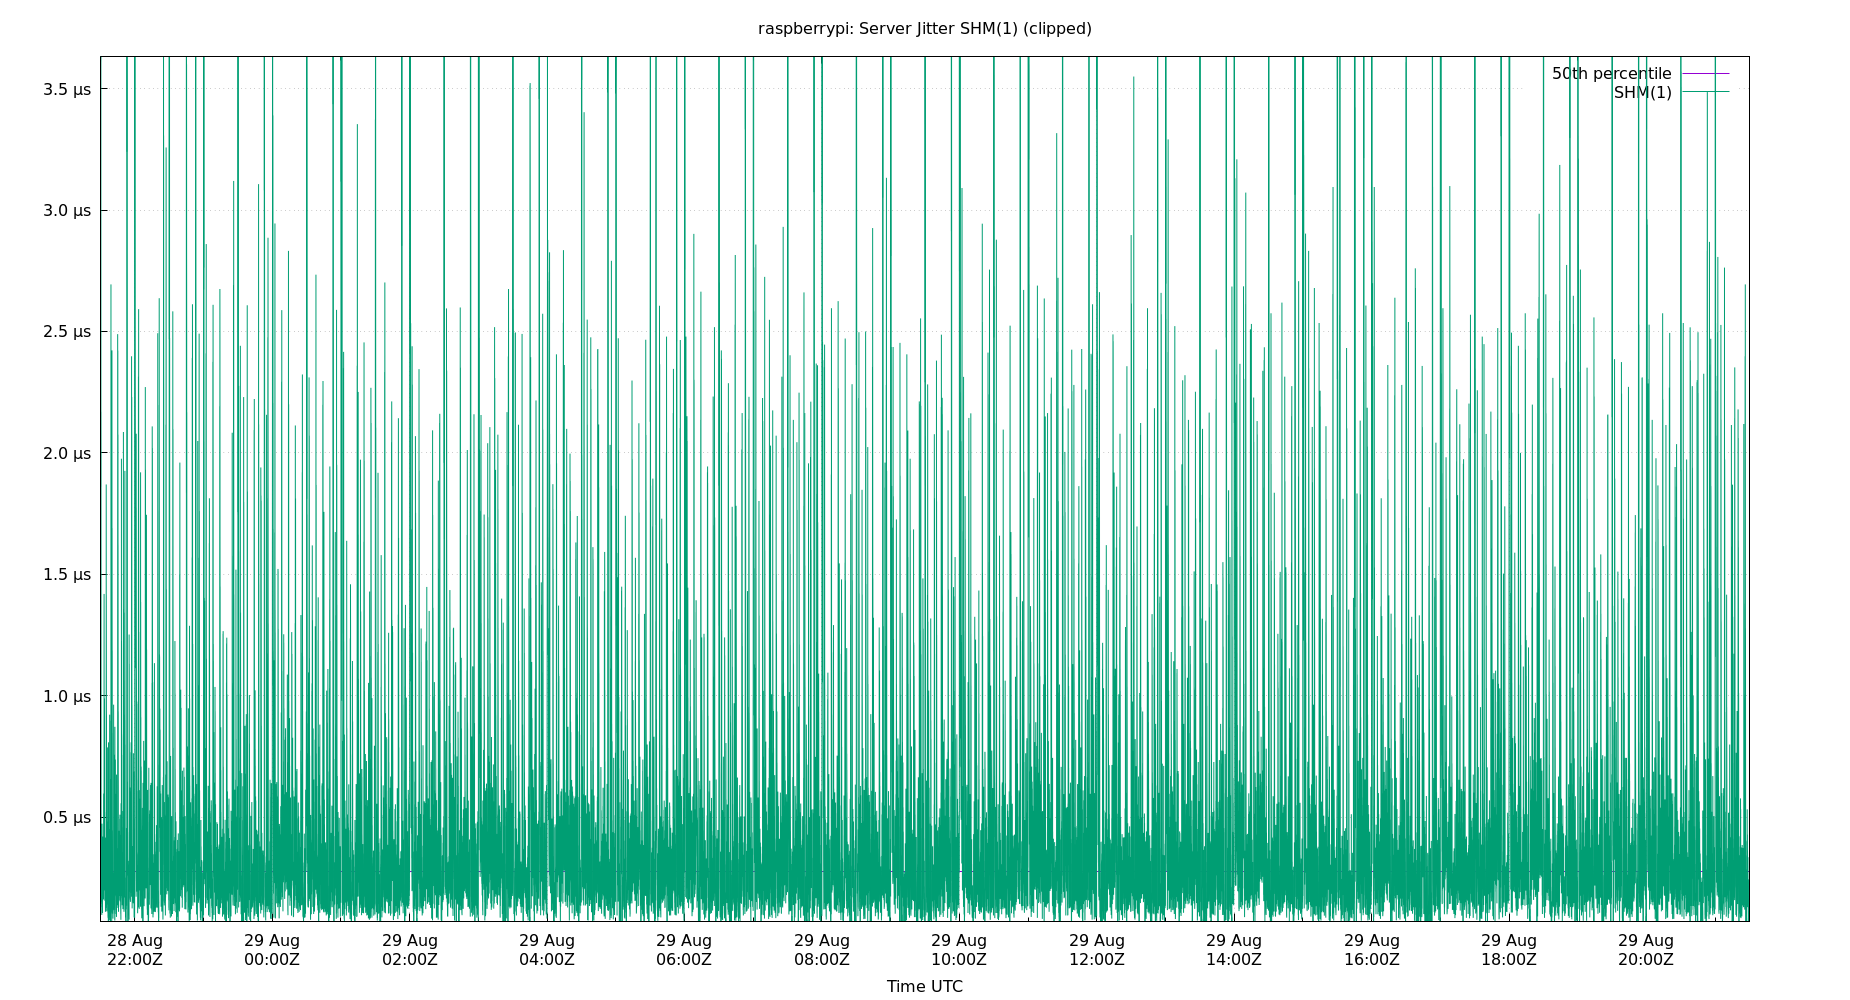 raspberrypi: Server Jitter SHM(1) (clipped)
50th percentile
SHM(1)
3.5 µs
3.0 µs
2.5 µs
2.0 µs
1.5 µs
1.0 µs
0.5 µs
28 Aug 29 Aug 29 Aug 29 Aug 29 Aug 29 Aug 29 Aug 29 Aug 29 Aug 29 Aug 29 Aug 29 Aug
22:00Z 00:00Z 02:00Z 04:00Z 06:00Z 08:00Z 10:00Z 12:00Z 14:00Z 16:00Z 18:00Z 20:00Z
Time UTC